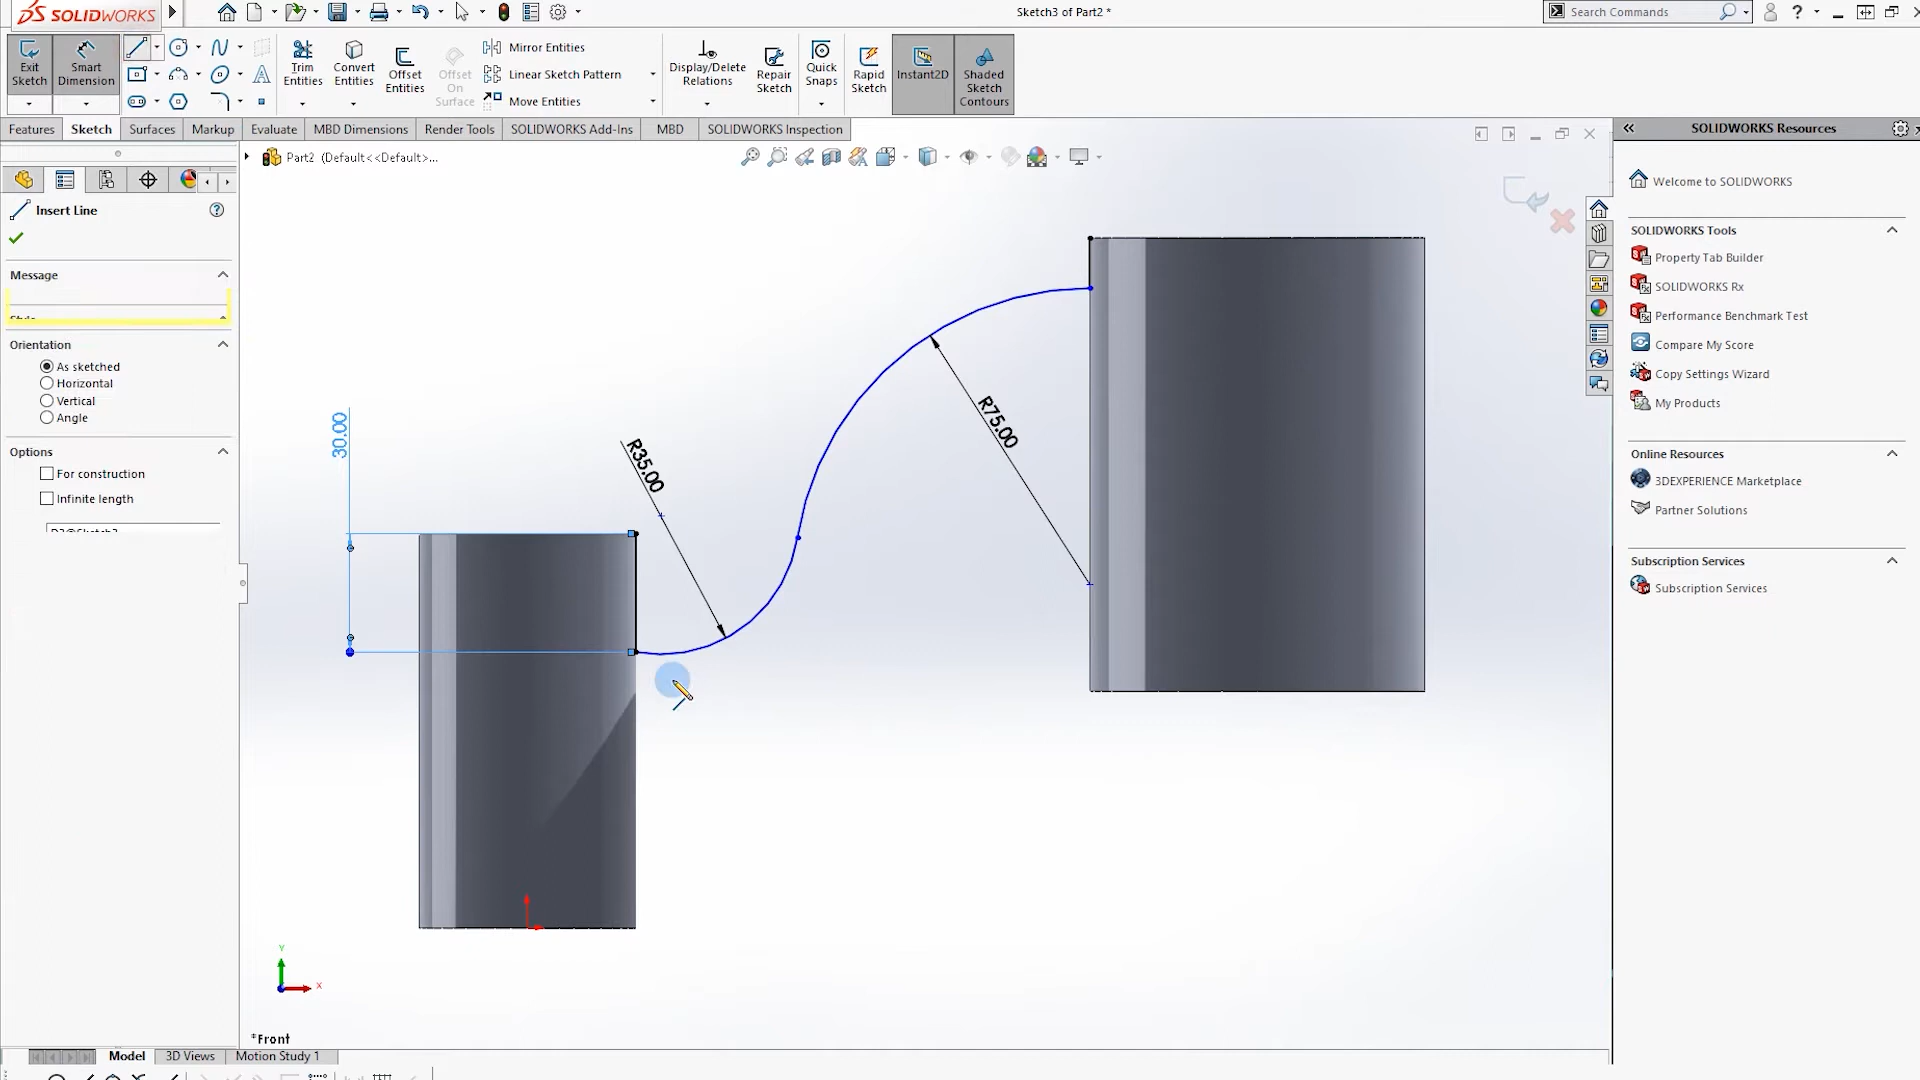 SOLIDWORKS
Sketch3 of Part2 *
Search Commands
?
Exit Sketch
Smart Dimension
Trim Entities
Convert Entities
Offset Entities
Offset On Surface
Mirror Entities
Linear Sketch Pattern
Move Entities
Display/Delete Relations
Repair Sketch
Quick Snaps
Rapid Sketch
Instant2D
Shaded Sketch Contours
Features
Sketch
Surfaces
Markup
Evaluate
MBD Dimensions
Render Tools
SOLIDWORKS Add-Ins
MBD
SOLIDWORKS Inspection
SOLIDWORKS Resources
Part2 (Default<<Default>...
Insert Line
?
Message
Orientation
As sketched
Horizontal
Vertical
Angle
Options
For construction
Infinite length
30.00
R35.00
R75.00
Y
X
*Front
Welcome to SOLIDWORKS
SOLIDWORKS Tools
Property Tab Builder
SOLIDWORKS Rx
Performance Benchmark Test
Compare My Score
Copy Settings Wizard
My Products
Online Resources
3DEXPERIENCE Marketplace
Partner Solutions
Subscription Services
Subscription Services
Model
3D Views
Motion Study 1